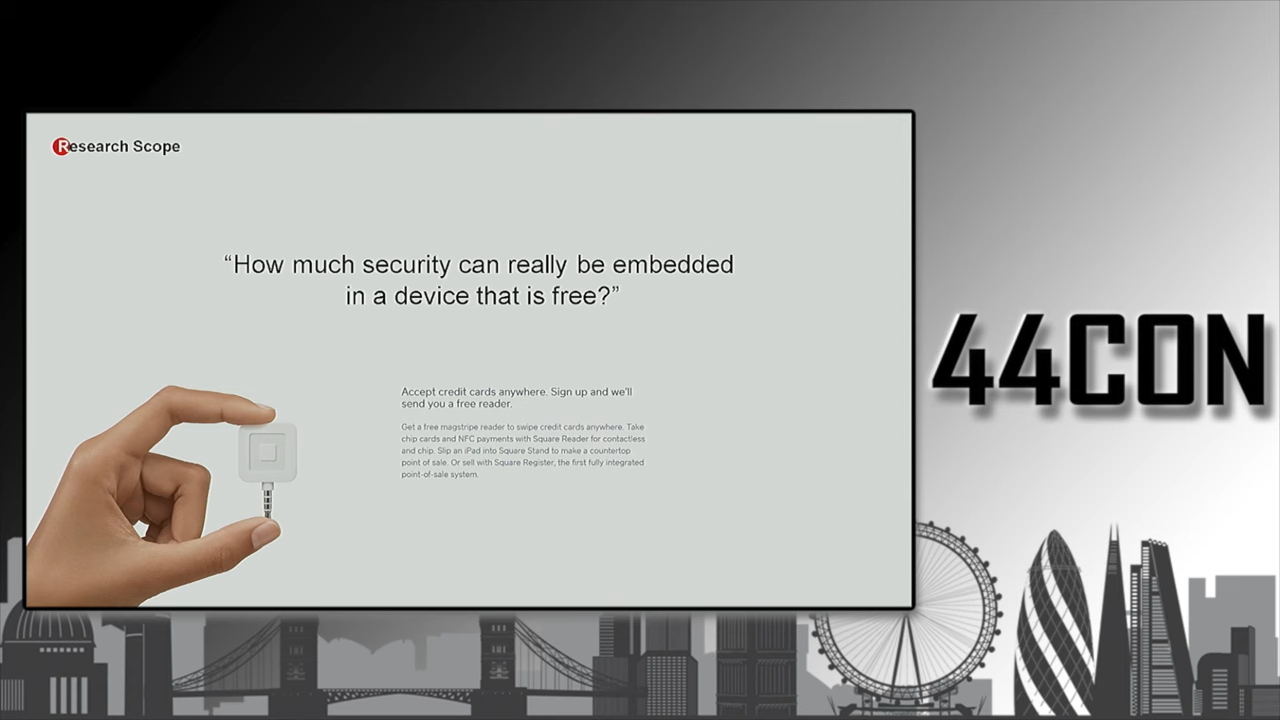 Research Scope
“How much security can really be embedded
in a device that is free?”
Accept credit cards anywhere. Sign up and we'll
send you a free reader.
Get a free magstripe reader to swipe credit cards anywhere. Take
chip cards and NFC payments with Square Reader for contactless
and chip. Slip an iPad into Square Stand to make a countertop
point of sale. Or sell with Square Register, the first fully integrated
point-of-sale system.
44CON